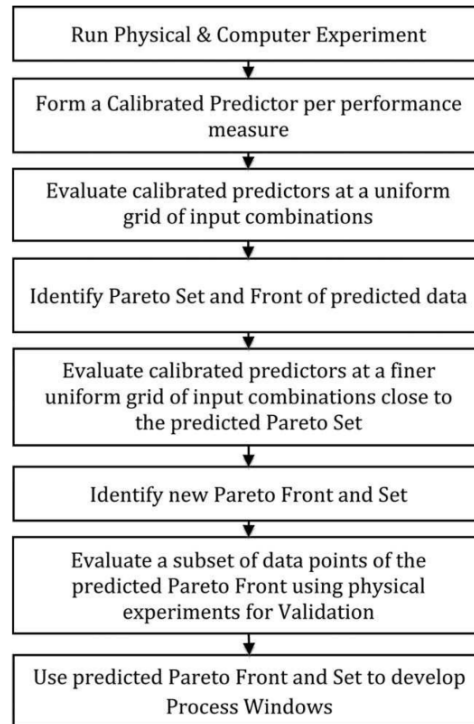 Run Physical & Computer Experiment
Form a Calibrated Predictor per performance
measure
Evaluate calibrated predictors at a uniform
grid of input combinations
Identify Pareto Set and Front of predicted data
Evaluate calibrated predictors at a finer
uniform grid of input combinations close to
the predicted Pareto Set
Identify new Pareto Front and Set
Evaluate a subset of data points of the
predicted Pareto Front using physical
experiments for Validation
Use predicted Pareto Front and Set to develop
Process Windows